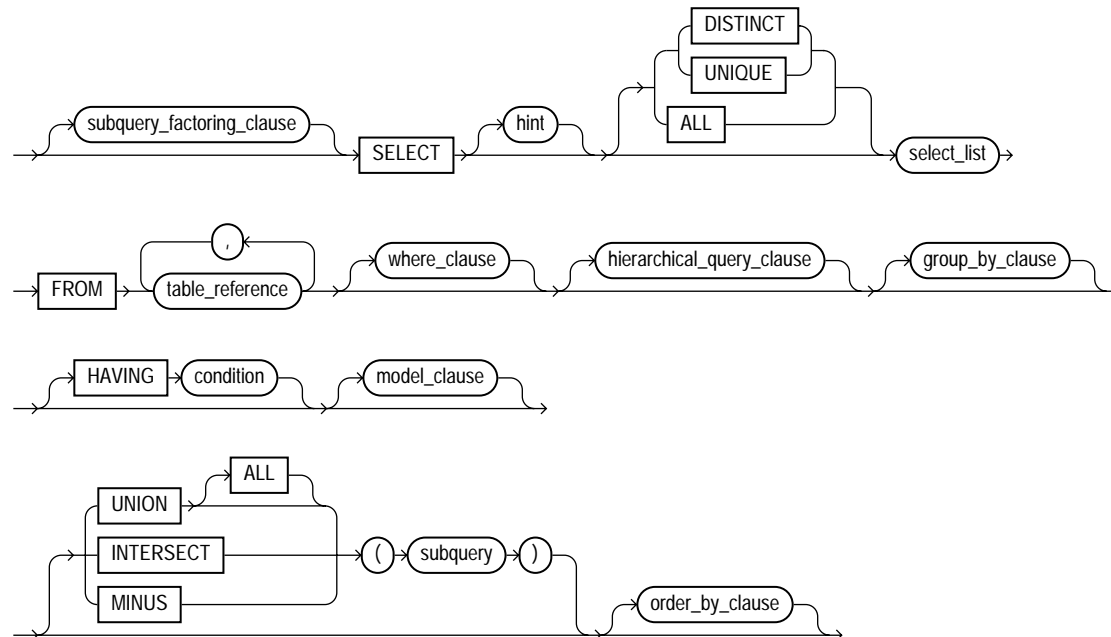 DISTINCT
UNIQUE
subquery_factoring_clause hint ALL
SELECT select_list
,
where_clause hierarchical_query_clause group_by_clause
FROM table_reference
HAVING condition model_clause
ALL
UNION
INTERSECT ( subquery )
MINUS order_by_clause